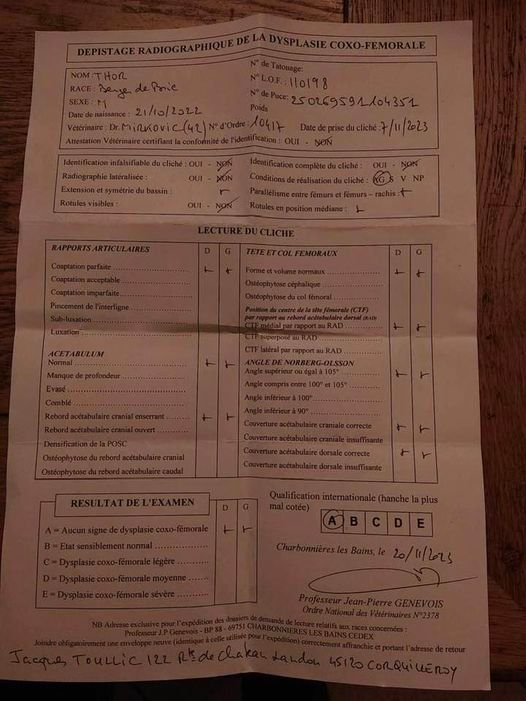 DEPISTAGE RADIOGRAPHIQUE DE LA DYSPLASIE COXO-FEMORALE
NOM : THOR
RACE : Berger de Brie
SEXE : M
Date de naissance : 21/10/2022
N° de Tatouage:
N° L.O.F. : 110198
N° de Puce: 250269591104351
Poids
Vétérinaire : Dr. Minkovic (42) N° d'Ordre : 10417 Date de prise du cliché : 7/11/2023
Attestation Vétérinaire certifiant la conformité de l'identification : OUI - NON
Identification infalsifiable du cliché : OUI - NON
Radiographie latéralisée : OUI - NON
Extension et symétrie du bassin :
Rotules visibles : OUI - NON
Identification complète du cliché : OUI - NON
Conditions de réalisation du cliché : S V NP
Parallélisme entre fémurs et fémurs – rachis : +
Rotules en position médiane :
LECTURE DU CLICHE
RAPPORTS ARTICULAIRES D G
Coaptation parfaite + +
Coaptation acceptable
Coaptation imparfaite
Pincement de l'interligne
Sub-luxation
Luxation
ACETABULUM
Normal + +
Manque de profondeur
Evasé
Comblé
Rebord acétabulaire cranial enserrant + +
Rebord acétabulaire cranial ouvert
Densification de la POSC
Ostéophytose du rebord acétabulaire cranial
Ostéophytose du rebord acétabulaire caudal
TETE ET COL FEMORAUX D G
Forme et volume normaux + +
Ostéophytose céphalique
Ostéophytose du col fémoral
Position du centre de la tête fémorale (CTF)
par rapport au rebord acétabulaire dorsal (RAD)
CTF médial par rapport au RAD + +
CTF superposé au RAD
CTF latéral par rapport au RAD
ANGLE DE NORBERG-OLSSON
Angle supérieur ou égal à 105° + +
Angle compris entre 100° et 105°
Angle inférieur à 100°
Angle inférieur à 90°
Couverture acétabulaire craniale correcte + +
Couverture acétabulaire craniale insuffisante
Couverture acétabulaire dorsale correcte + +
Couverture acétabulaire dorsale insuffisante
RESULTAT DE L'EXAMEN D G
A = Aucun signe de dysplasie coxo-fémorale + +
B = Etat sensiblement normal
C = Dysplasie coxo-fémorale légère
D = Dysplasie coxo-fémorale moyenne
E = Dysplasie coxo-fémorale sévère
Qualification internationale (hanche la plus
mal cotée)
A B C D E
Charbonnières les Bains, le 20/11/2023
Professeur Jean-Pierre GENEVOIS
Ordre National des Vétérinaires N°2378
NB Adresse exclusive pour l'expédition des dossiers de demande de lecture relatifs aux races concernées :
Professeur J.P Genevois - BP 88 - 69751 CHARBONNIERES LES BAINS CEDEX
Joindre obligatoirement une enveloppe neuve (identique à celle utilisée pour l'expédition) correctement affranchie et portant l'adresse de retour
Jacques TOULLIC 122 Rte de Chateau Landon 45120 CORQUILLEROY